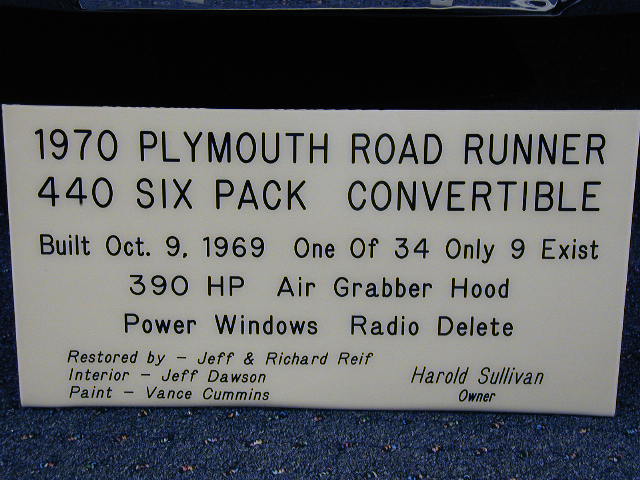 1970 PLYMOUTH ROAD RUNNER
440 SIX PACK CONVERTIBLE
Built Oct. 9, 1969 One Of 34 Only 9 Exist
390 HP Air Grabber Hood
Power Windows Radio Delete
Restored by - Jeff & Richard Reif
Interior - Jeff Dawson
Paint - Vance Cummins
Harold Sullivan
Owner